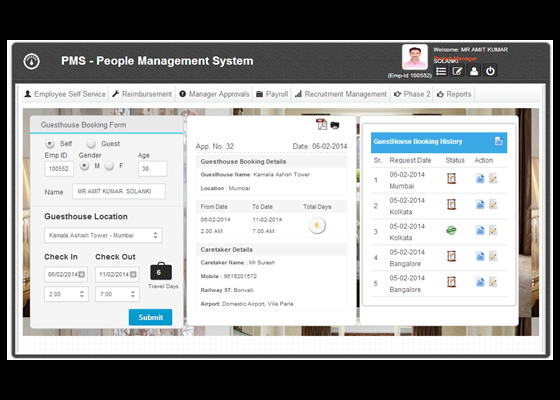 PMS - People Management System
Welcome: MR AMIT KUMAR
SOLANKI
(Emp-Id 100552)
Employee Self Service
Reimbursement
Manager Approvals
Payroll
Recruitment Management
Phase 2
Reports
Guesthouse Booking Form
Self Guest
Emp ID Gender Age
100552 M F 38
Name MR AMIT KUMAR SOLANKI
Guesthouse Location
Kamala Ashish Tower - Mumbai
Check In Check Out
06/02/2014 11/02/2014 6
2.00 7.00 Travel Days
Submit
App. No: 32 Date: 06-02-2014
Guesthouse Booking Details
Guesthouse Name: Kamala Ashish Tower
Location : Mumbai
From Date To Date Total Days
06-02-2014 11-02-2014 6
2.00 AM 7.00 AM
Caretaker Details
Caretaker Name : Mr Suresh
Mobile : 9619201572
Railway ST: Borivalli
Airport: Domestic Airport, Vile Parle
GuestHouse Booking History
Sr. Request Date Status Action
1 06-02-2014
Mumbai
2 05-02-2014
Kolkata
3 05-02-2014
Kolkata
4 05-02-2014
Bangalore
5 05-02-2014
Bangalore